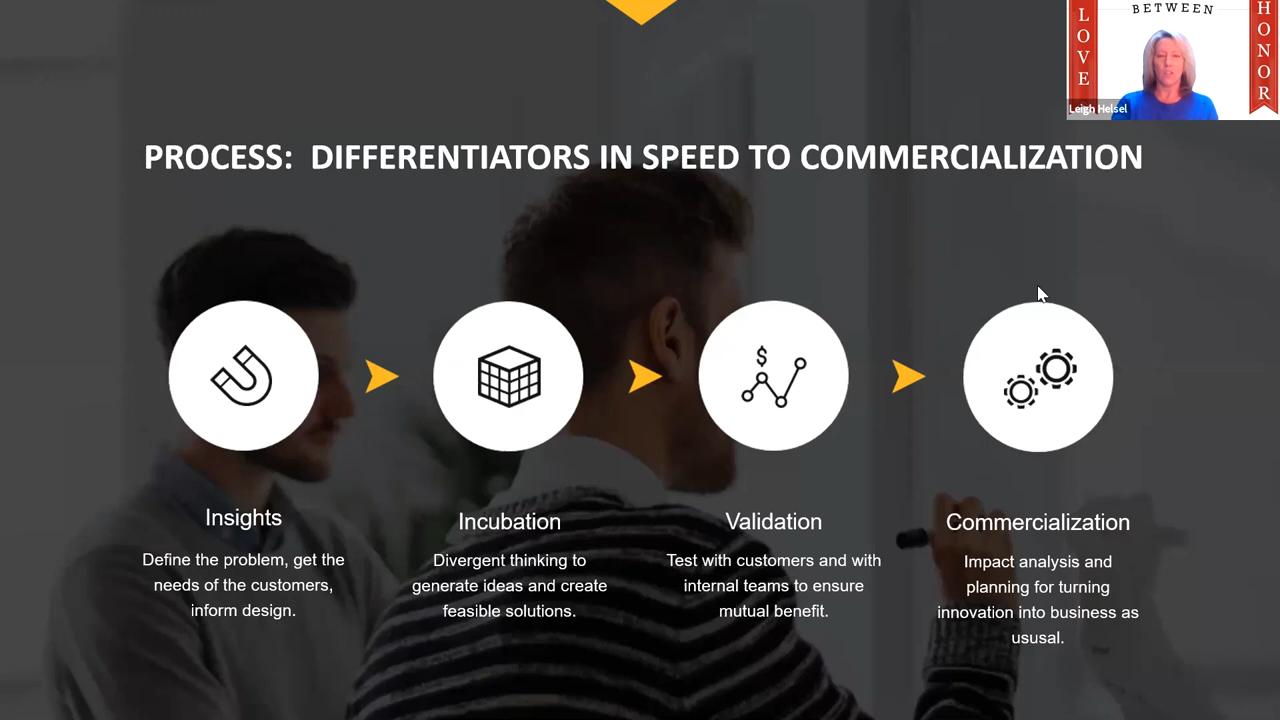 BETWEEN
LOVE
HONOR
Leigh Helsel
PROCESS: DIFFERENTIATORS IN SPEED TO COMMERCIALIZATION
$
Insights
Define the problem, get the
needs of the customers,
inform design.
Incubation
Divergent thinking to
generate ideas and create
feasible solutions.
Validation
Test with customers and with
internal teams to ensure
mutual benefit.
Commercialization
Impact analysis and
planning for turning
innovation into business as
ususal.